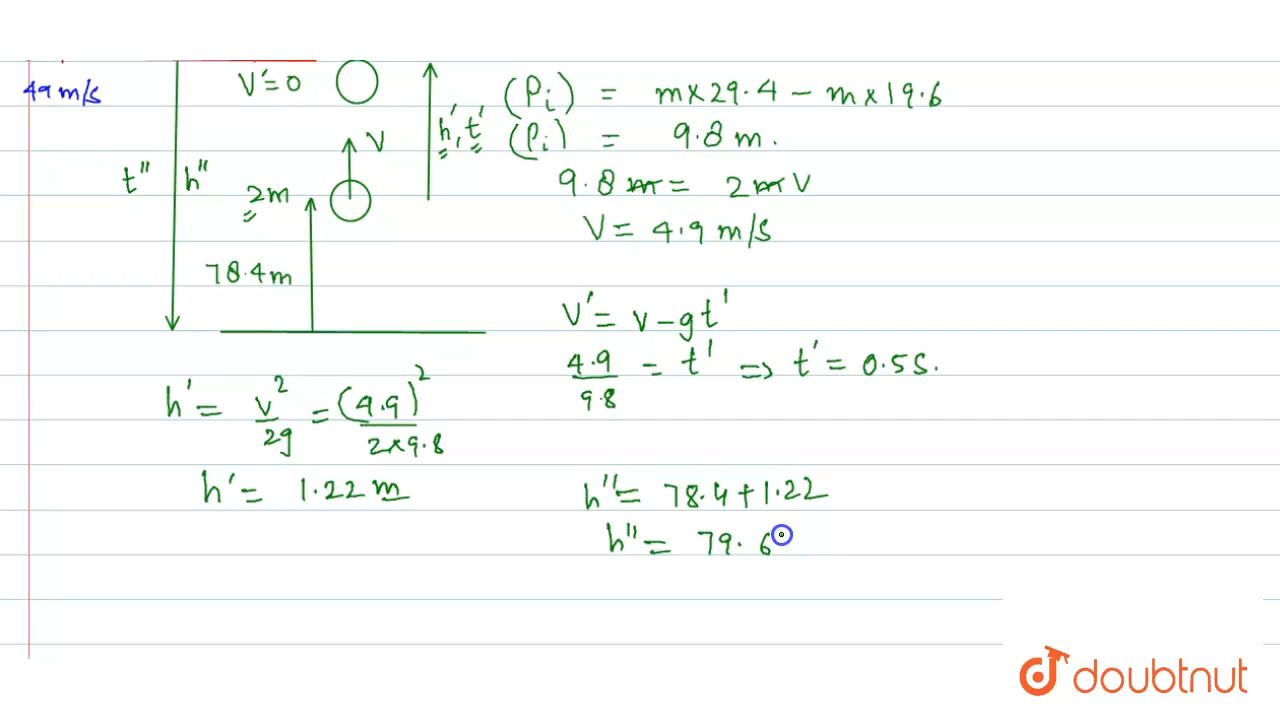 49 m/s
V'=0
(Pi) = m×29.4 - m×19.6
h', t'
(Pi) = 9.8 m.
V
t"
h"
2m
9.8 m = 2 m V
V = 4.9 m/s
78.4 m
V' = v - gt'
4.9/9.8 = t' => t' = 0.5 S.
h' = v²/2g = (4.9)²/2×9.8
h' = 1.22 m
h" = 78.4 + 1.22
h" = 79.6
doubtnut